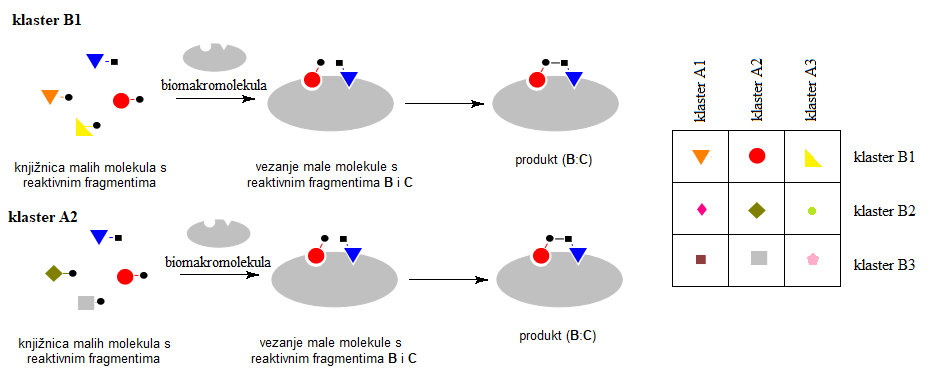 klaster B1
biomakromolekula
knjižnica malih molekula s
reaktivnim fragmentima
vezanje male molekule s
reaktivnim fragmentima B i C
produkt (B:C)
klaster A2
biomakromolekula
knjižnica malih molekula s
reaktivnim fragmentima
vezanje male molekule s
reaktivnim fragmentima B i C
produkt (B:C)
klaster A1
klaster A2
klaster A3
klaster B1
klaster B2
klaster B3